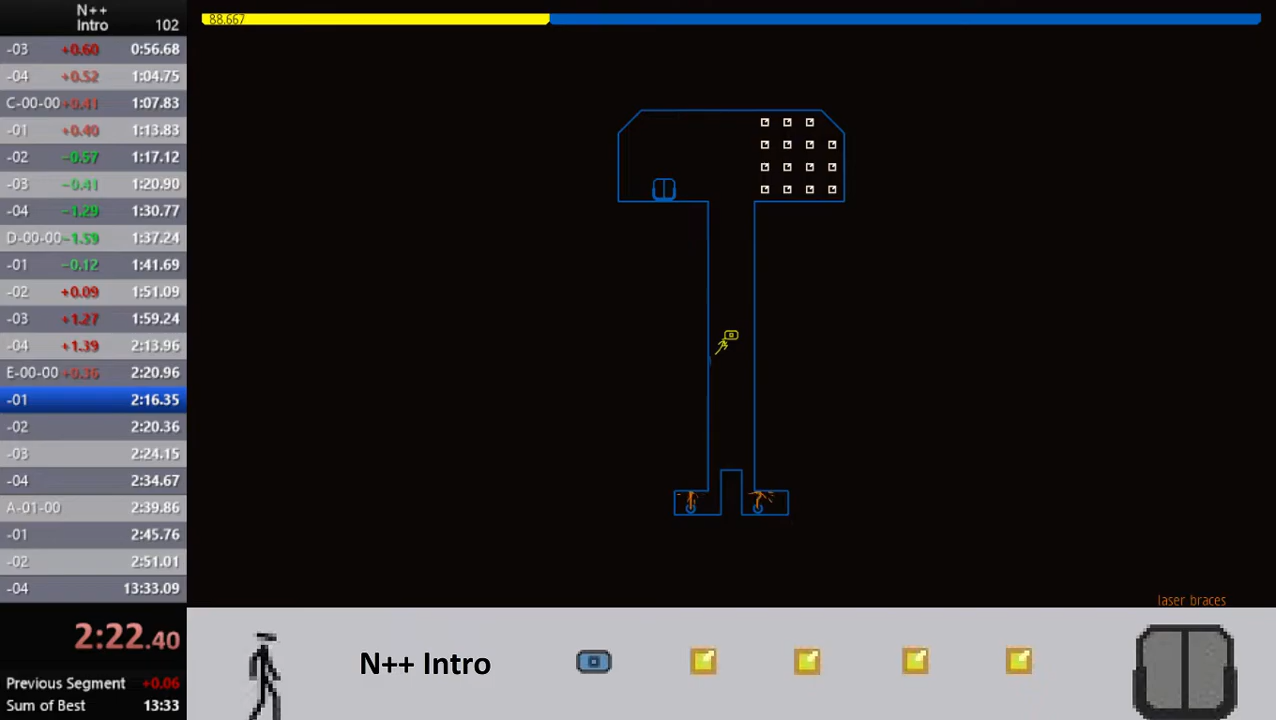 N++
Intro 102
-03 +0.60 0:56.68
-04 +0.52 1:04.75
C-00-00 +0.41 1:07.83
-01 +0.40 1:13.83
-02 −0.57 1:17.12
-03 −0.41 1:20.90
-04 −1.29 1:30.77
D-00-00 −1.59 1:37.24
-01 −0.12 1:41.69
-02 +0.09 1:51.09
-03 +1.27 1:59.24
-04 +1.39 2:13.96
E-00-00 +0.36 2:20.96
-01 2:16.35
-02 2:20.36
-03 2:24.15
-04 2:34.67
A-01-00 2:39.86
-01 2:45.76
-02 2:51.01
-04 13:33.09
2:22.40
Previous Segment +0.06
Sum of Best 13:33
88.667
laser braces
N++ Intro